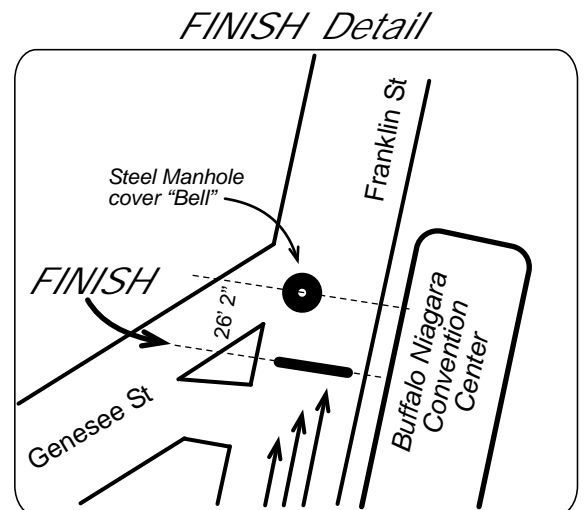 FINISH Detail
Franklin St
Steel Manhole
cover “Bell”
FINISH
26' 2"
Buffalo Niagara
Convention
Center
Genesee St